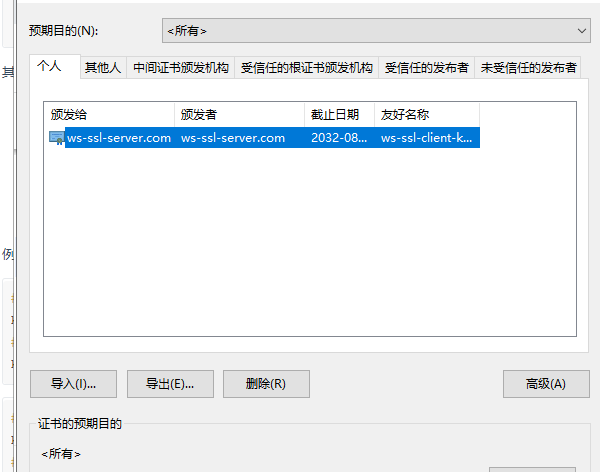 预期目的(N):
<所有>
个人
其他人
中间证书颁发机构
受信任的根证书颁发机构
受信任的发布者
未受信任的发布者
颁发给
颁发者
截止日期
友好名称
ws-ssl-server.com
ws-ssl-server.com
2032-08...
ws-ssl-client-k...
例
导入(I)...
导出(E)...
删除(R)
高级(A)
证书的预期目的
<所有>